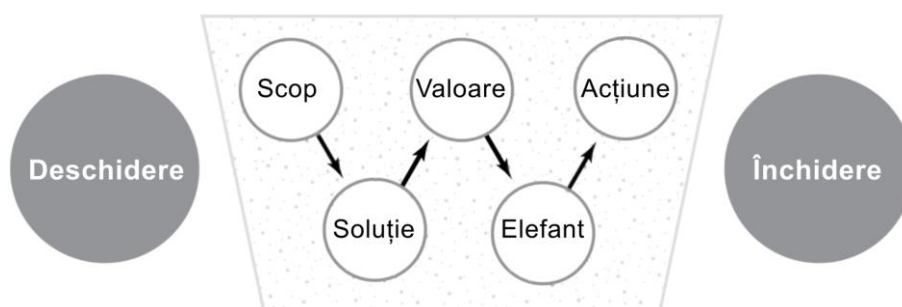 Scop
Valoare
Acțiune
Deschidere
Închidere
Soluție
Elefant